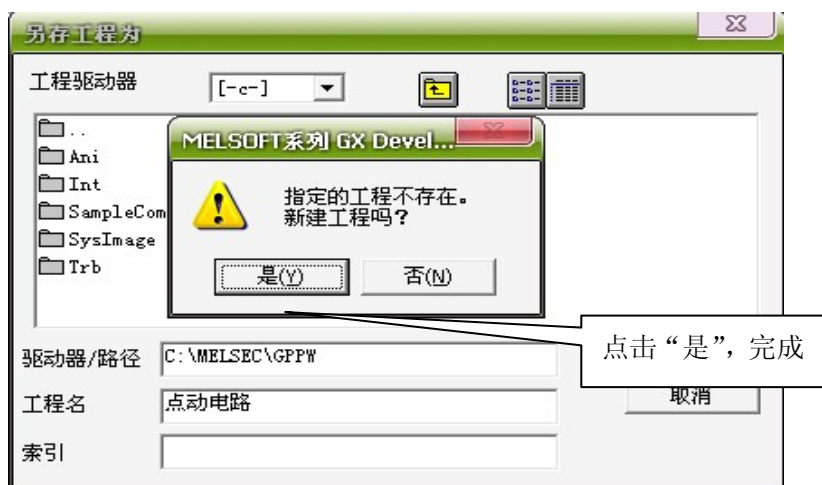 另存工程为
工程驱动器 [-c-]
..
Ani
Int
SampleCom
SysImage
Trb
MELSOFT系列 GX Devel...
指定的工程不存在。
新建工程吗?
是(Y) 否(N)
点击“是”，完成
驱动器/路径 C:\MELSEC\GPPW
工程名 点动电路
取消
索引